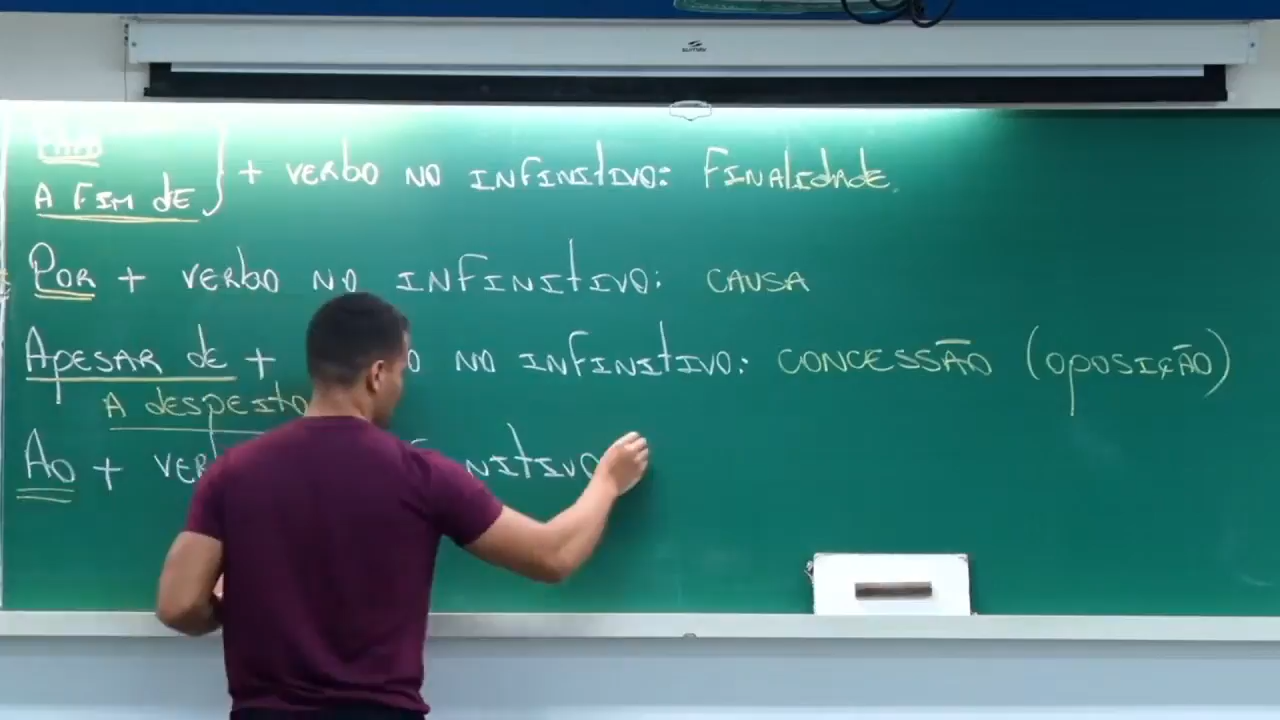 A FIM DE } + VERBO NO INFINITIVO: FINALIDADE.
POR + VERBO NO INFINITIVO: CAUSA
APESAR DE + O NO INFINITIVO: CONCESSÃO (OPOSIÇÃO)
A DESPEITO
AO + VERB NITIVO